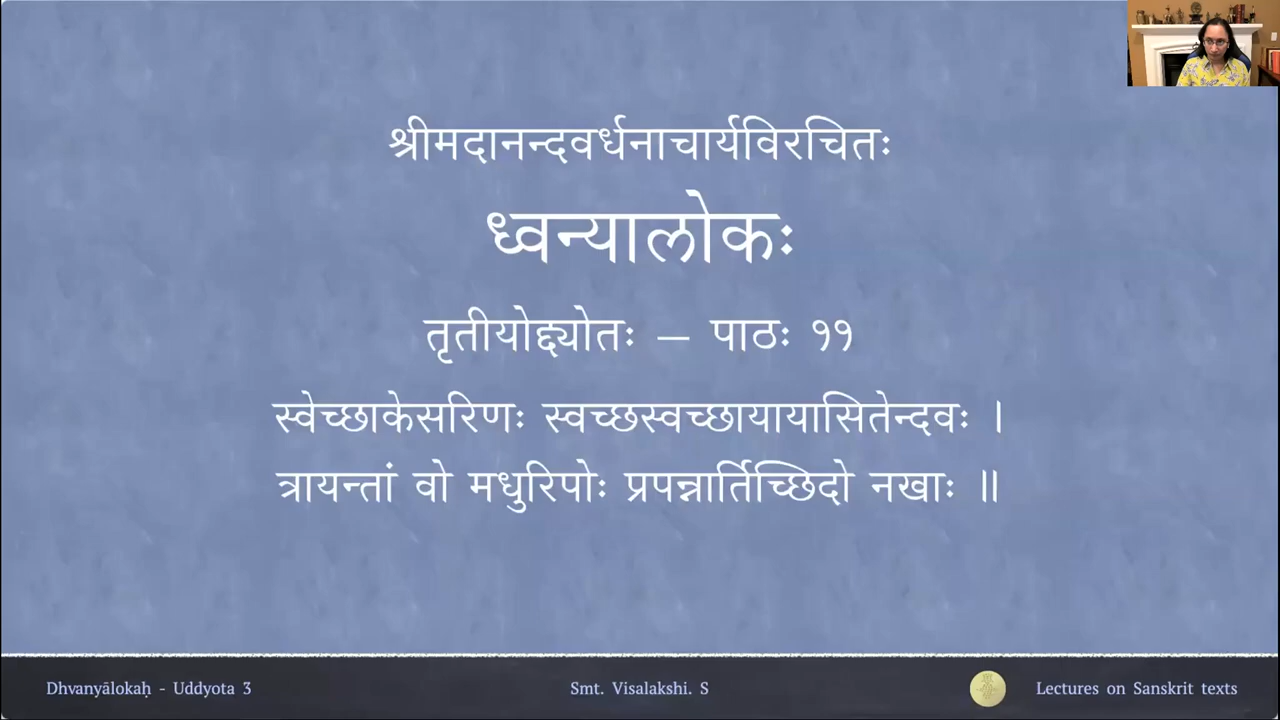 श्रीमदानन्दवर्धनाचार्यविरचितः
ध्वन्यालोकः
तृतीयोद्द्योतः – पाठः ११
स्वेच्छाकेसरिणः स्वच्छस्वच्छायायासितेन्दवः ।
त्रायन्तां वो मधुरिपोः प्रपन्नार्तिच्छिदो नखाः ॥
Dhvanyālokaḥ - Uddyota 3 Smt. Visalakshi. S Lectures on Sanskrit texts